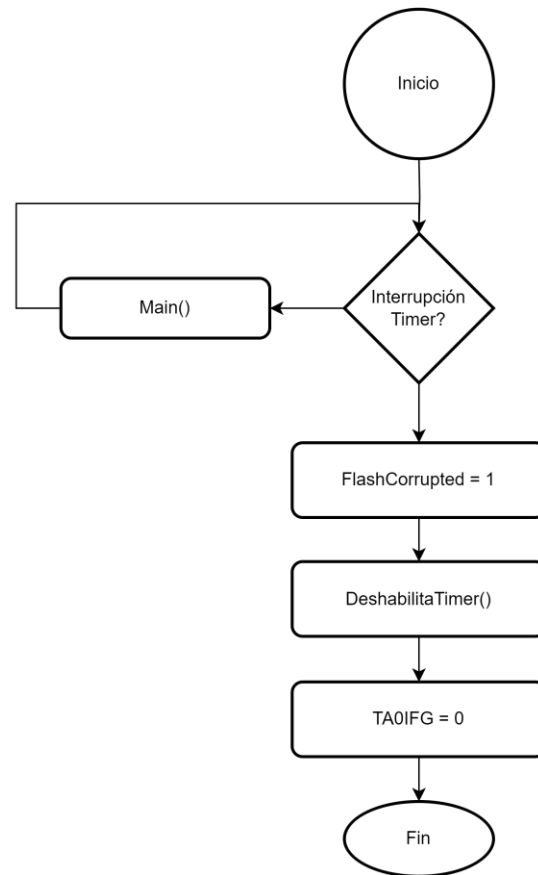 Inicio
Interrupción
Timer?
Main()
FlashCorrupted = 1
DeshabilitaTimer()
TA0IFG = 0
Fin